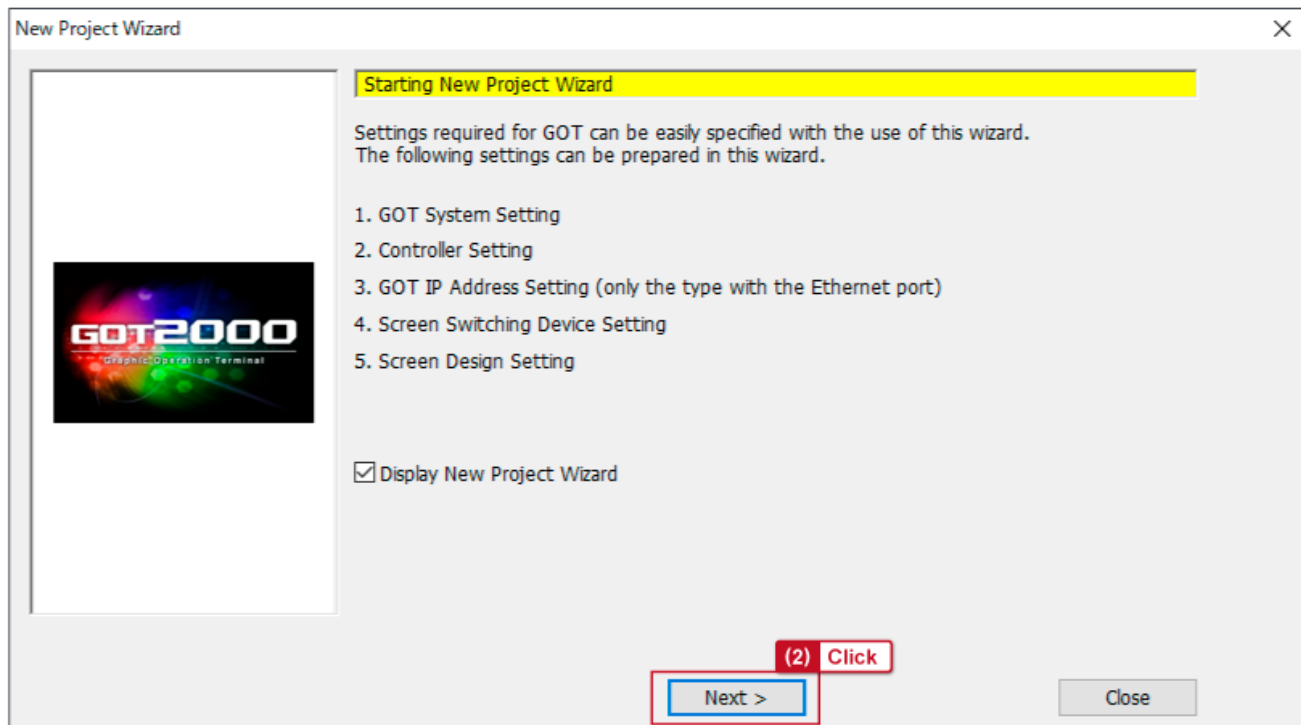 New Project Wizard
Starting New Project Wizard
Settings required for GOT can be easily specified with the use of this wizard.
The following settings can be prepared in this wizard.
1. GOT System Setting
2. Controller Setting
3. GOT IP Address Setting (only the type with the Ethernet port)
4. Screen Switching Device Setting
5. Screen Design Setting
GOT2000
Graphic Operation Terminal
Display New Project Wizard
(2) Click
Next >
Close